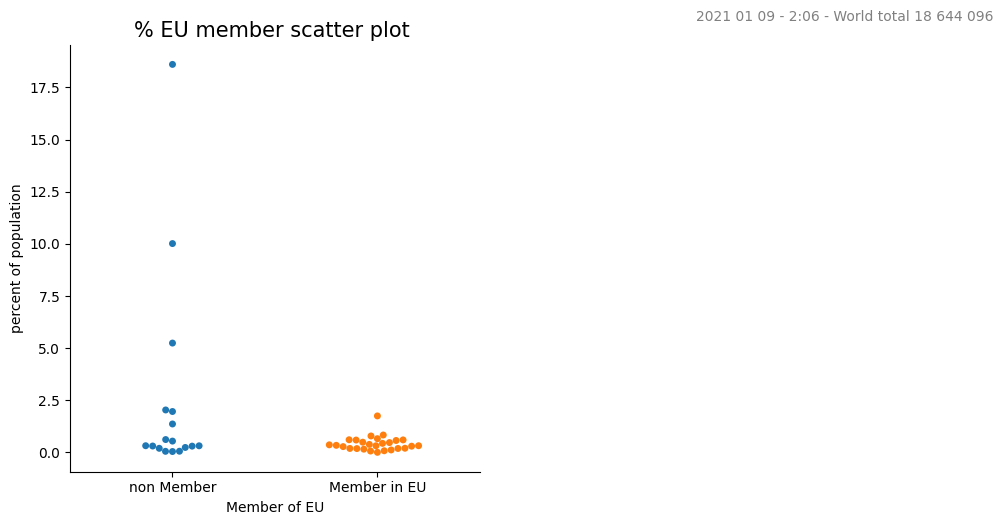 2021 01 09 - 2:06 - World total 18 644 096
% EU member scatter plot
percent of population
17.5
15.0
12.5
10.0
7.5
5.0
2.5
0.0
non Member
Member in EU
Member of EU